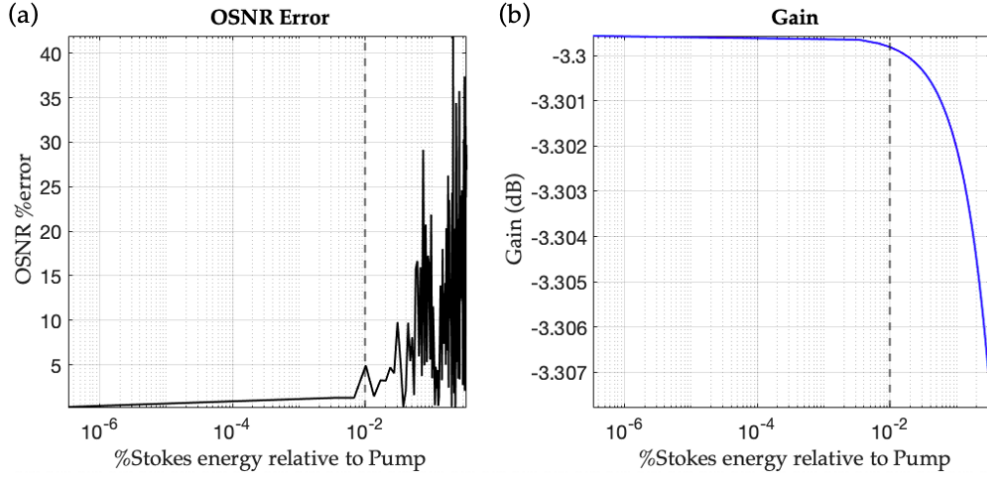 (a)
OSNR Error
OSNR %error
40
35
30
25
20
15
10
5
10^-6
10^-4
10^-2
%Stokes energy relative to Pump
(b)
Gain
Gain (dB)
-3.3
-3.301
-3.302
-3.303
-3.304
-3.305
-3.306
-3.307
10^-6
10^-4
10^-2
%Stokes energy relative to Pump